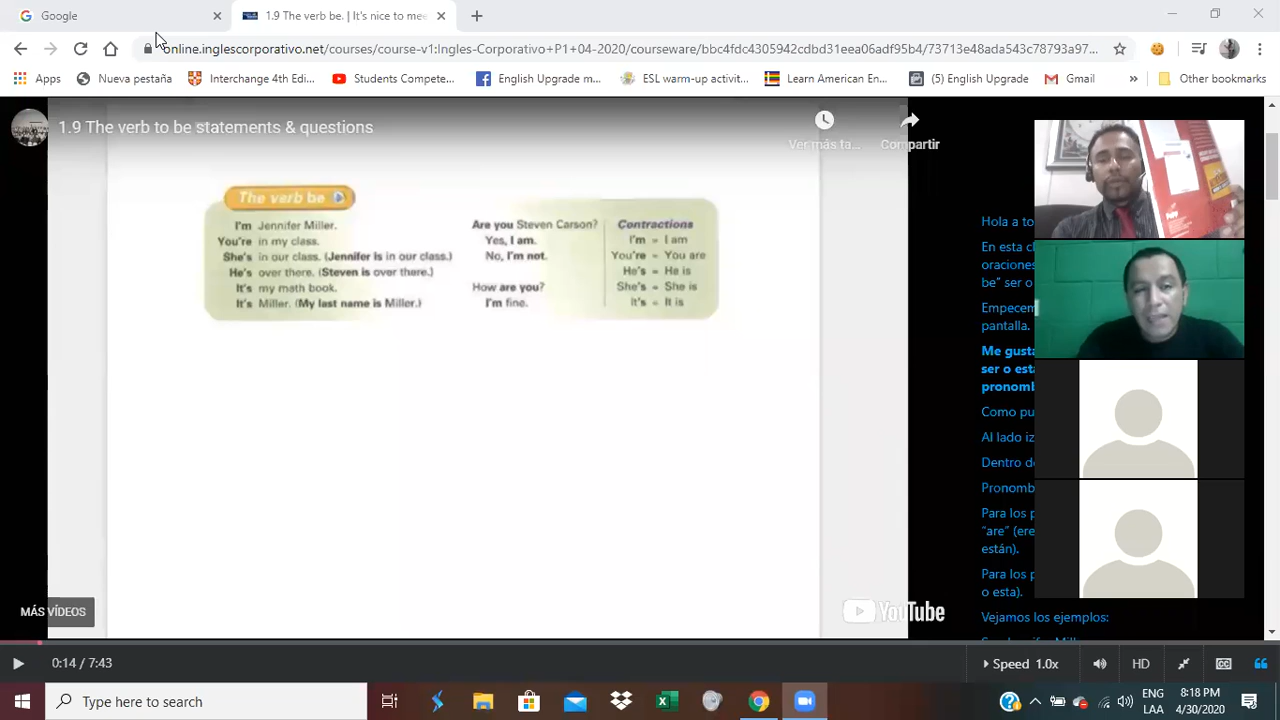 Google
1.9 The verb be. | It's nice to mee
online.inglescorporativo.net/courses/course-v1:Ingles-Corporativo+P1+04-2020/courseware/bbc4fdc4305942cdbd31eea06adf95b4/73713e48ada543c78793a97...
Apps
Nueva pestaña
Interchange 4th Edi...
Students Compete...
English Upgrade m...
ESL warm-up activit...
Learn American En...
(5) English Upgrade
Gmail
Other bookmarks
1.9 The verb to be statements & questions
Ver más ta...
Compartir
The verb be
I'm Jennifer Miller.
You're in my class.
She's in our class. (Jennifer is in our class.)
He's over there. (Steven is over there.)
It's my math book.
It's Miller. (My last name is Miller.)
Are you Steven Carson?
Yes, I am.
No, I'm not.
How are you?
I'm fine.
Contractions
I'm = I am
You're = You are
He's = He is
She's = She is
It's = It is
Hola a to
En esta cl
oraciones
be" ser o
Empecem
pantalla.
Me gusta
ser o esta
pronomb
Como pu
Al lado iz
Dentro de
Pronomb
Para los p
"are" (ere
están).
Para los p
o esta).
Vejamos los ejemplos:
MÁS VÍDEOS
YouTube
0:14 / 7:43
Speed 1.0x
HD
Type here to search
ENG
LAA
8:18 PM
4/30/2020